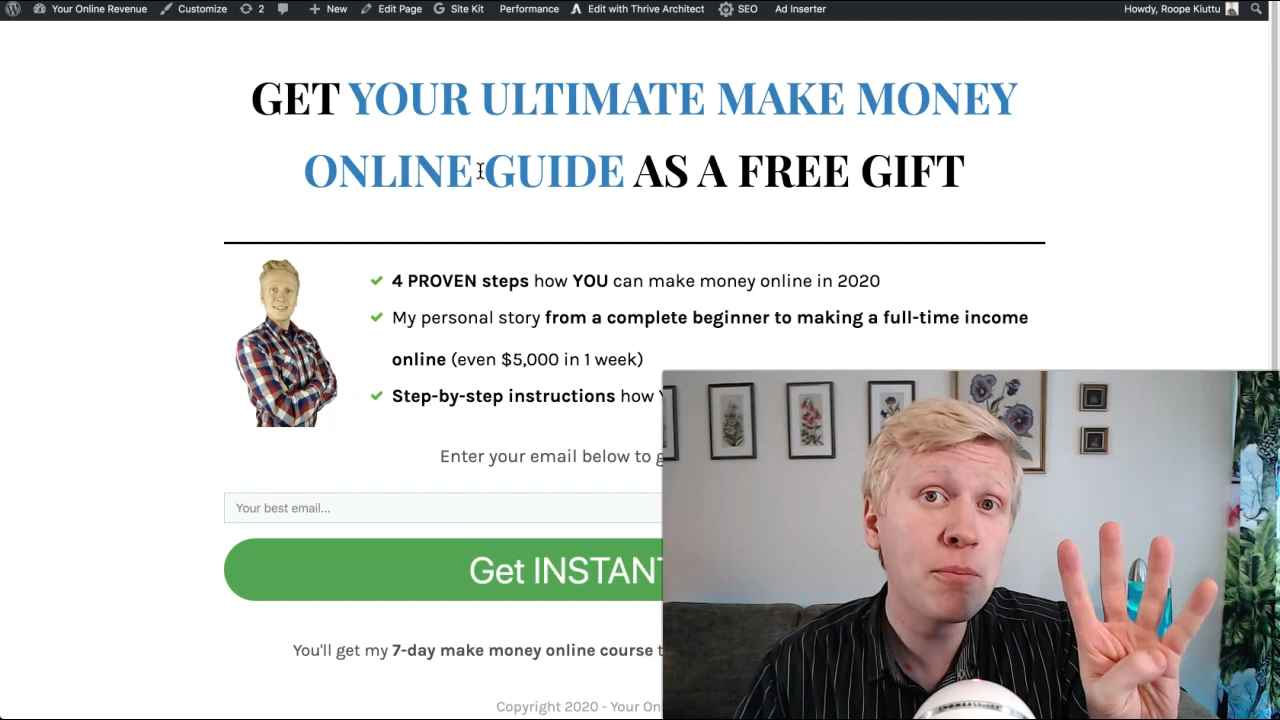 Your Online Revenue Customize 2 New Edit Page Site Kit Performance Edit with Thrive Architect SEO Ad Inserter Howdy, Roope Kiuttu
GET YOUR ULTIMATE MAKE MONEY
ONLINE GUIDE AS A FREE GIFT
4 PROVEN steps how YOU can make money online in 2020
My personal story from a complete beginner to making a full-time income
online (even $5,000 in 1 week)
Step-by-step instructions how
Enter your email below to
Your best email...
Get INSTANT
You'll get my 7-day make money online course
Copyright 2020 - Your